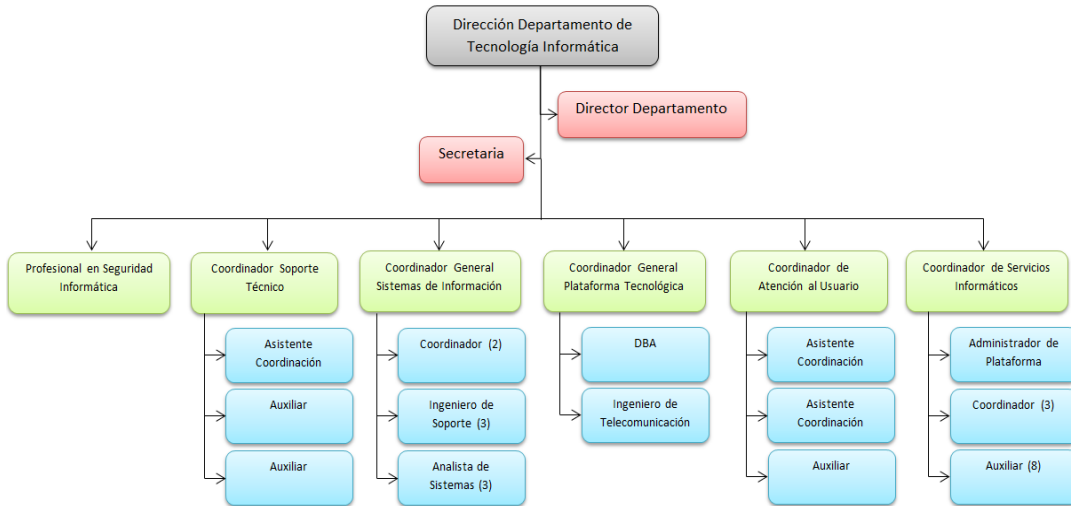 Dirección Departamento de
Tecnología Informática
Director Departamento
Secretaria
Profesional en Seguridad
Informática
Coordinador Soporte
Técnico
Asistente
Coordinación
Auxiliar
Auxiliar
Coordinador General
Sistemas de Información
Coordinador (2)
Ingeniero de
Soporte (3)
Analista de
Sistemas (3)
Coordinador General
Plataforma Tecnológica
DBA
Ingeniero de
Telecomunicación
Coordinador de
Atención al Usuario
Asistente
Coordinación
Asistente
Coordinación
Auxiliar
Coordinador de Servicios
Informáticos
Administrador de
Plataforma
Coordinador (3)
Auxiliar (8)